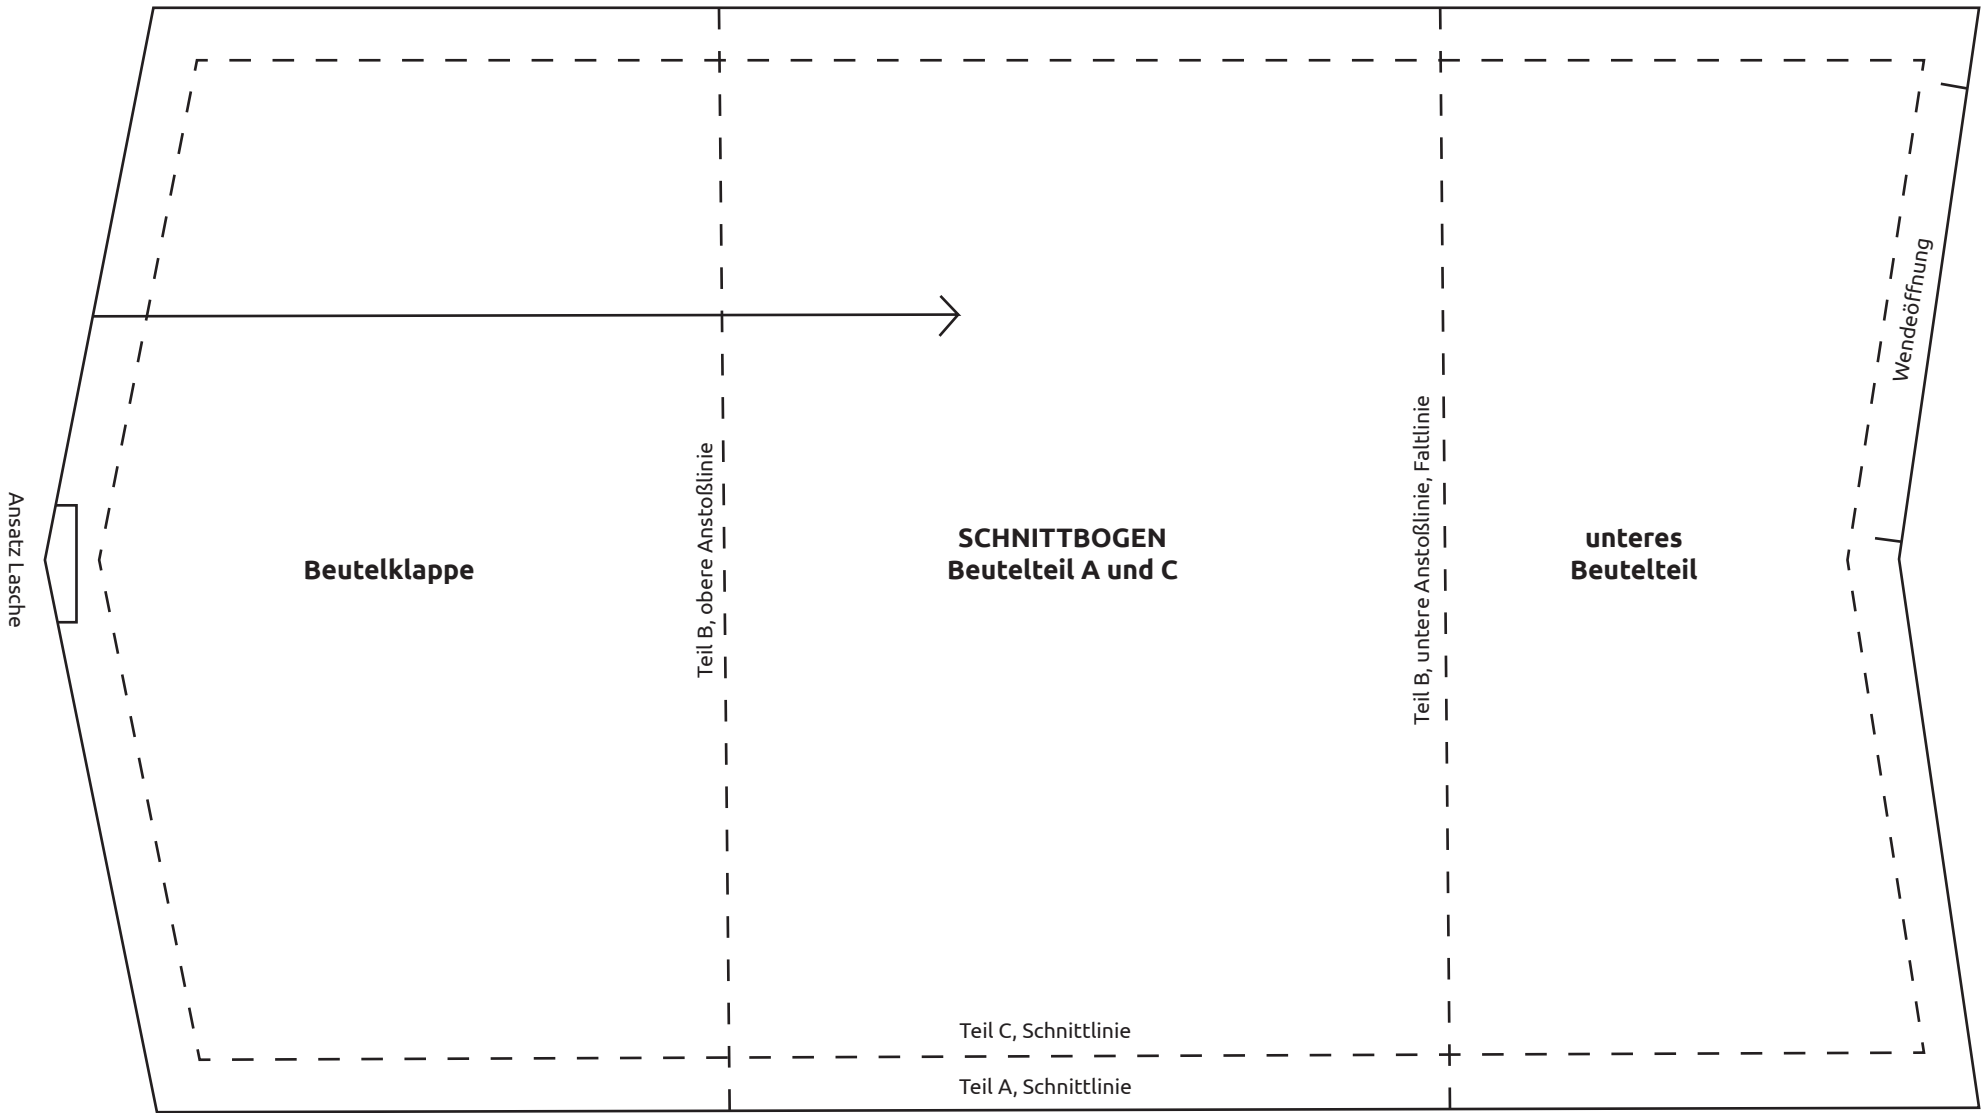 Ansatz Lasche
Beutelklappe
Teil B, obere Anstoßlinie
SCHNITTBOGEN
Beutelteil A und C
Teil B, untere Anstoßlinie, Faltlinie
unteres
Beutelteil
Wendeöffnung
Teil C, Schnittlinie
Teil A, Schnittlinie